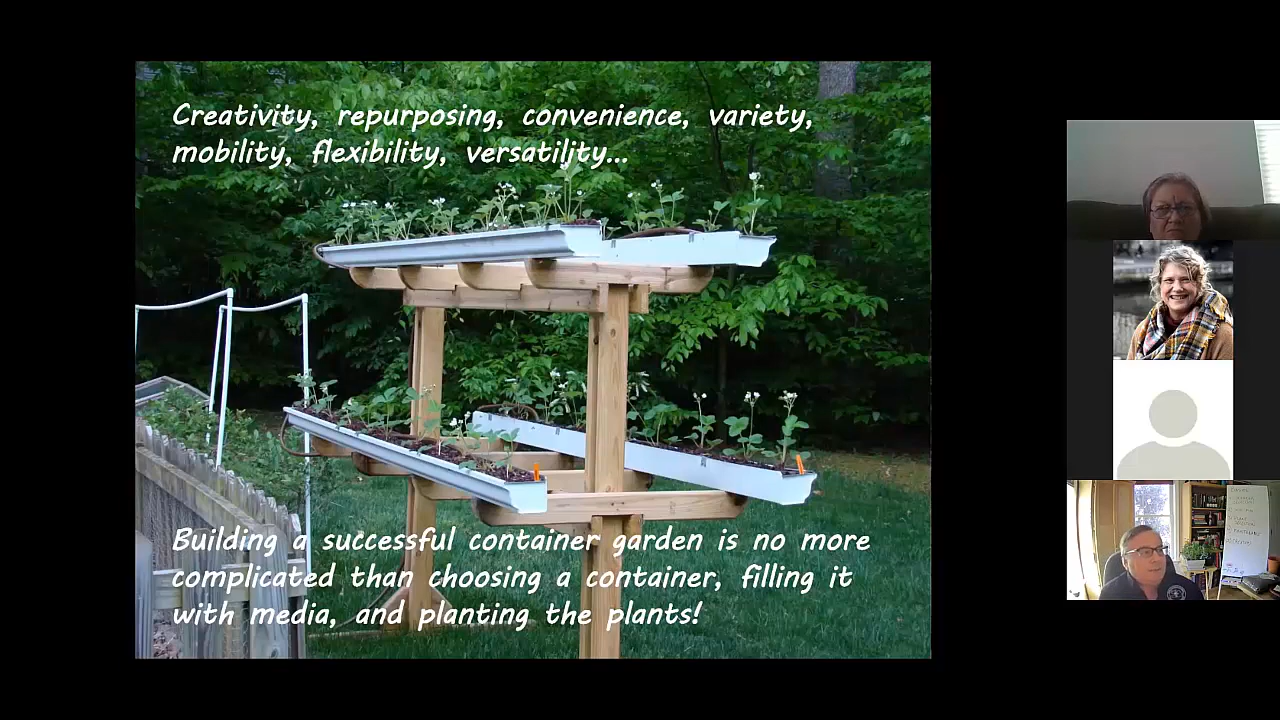 Creativity, repurposing, convenience, variety,
mobility, flexibility, versatility...
Building a successful container garden is no more
complicated than choosing a container, filling it
with media, and planting the plants!